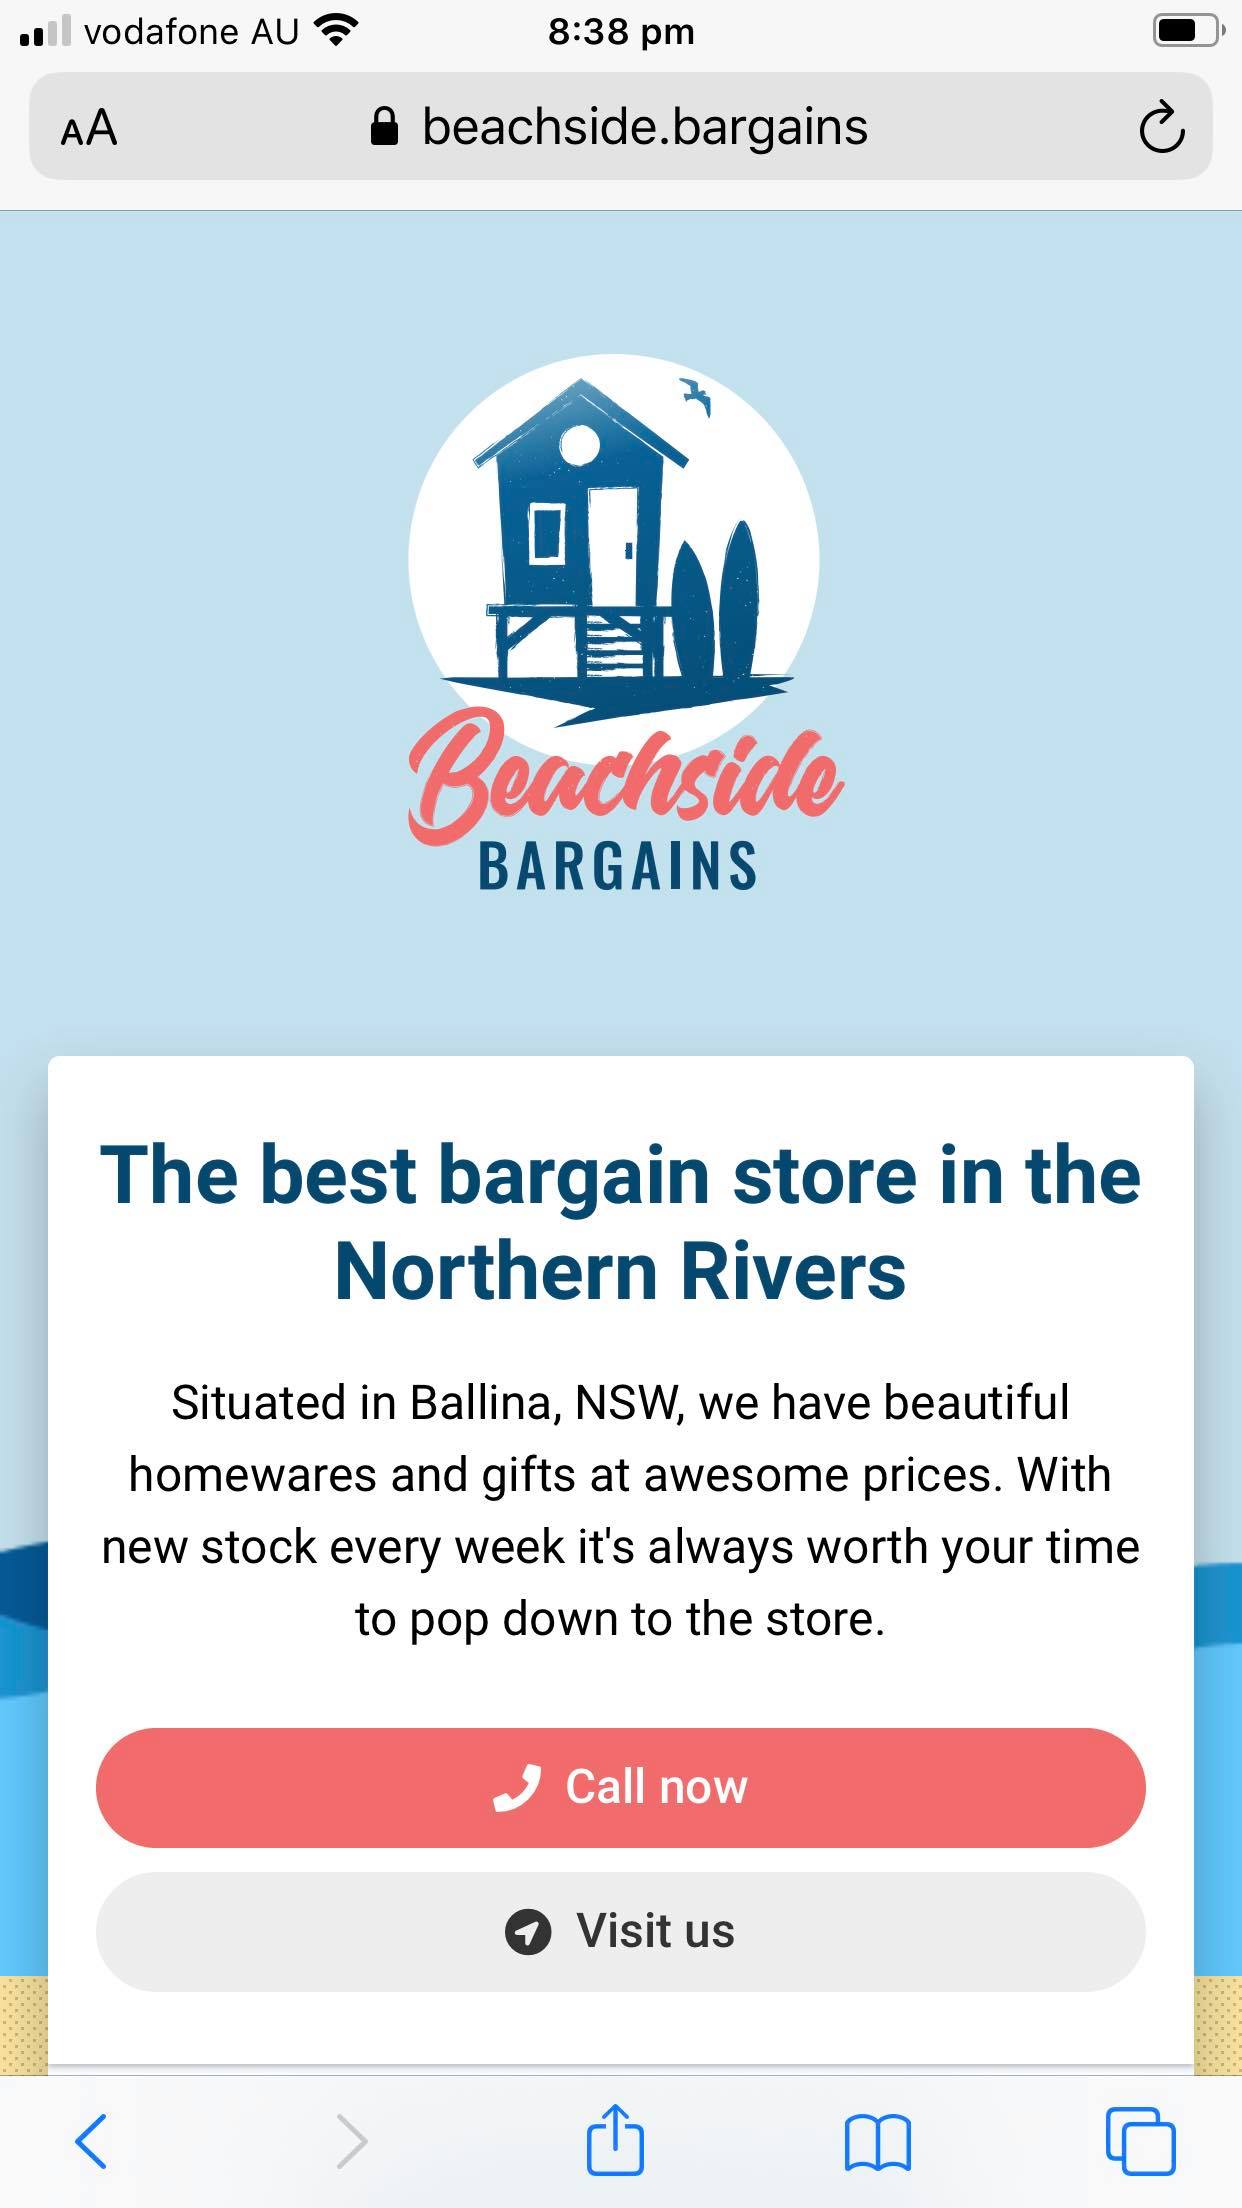 vodafone AU 8:38 pm
AA beachside.bargains
Beachside
BARGAINS
The best bargain store in the
Northern Rivers
Situated in Ballina, NSW, we have beautiful
homewares and gifts at awesome prices. With
new stock every week it's always worth your time
to pop down to the store.
Call now
Visit us